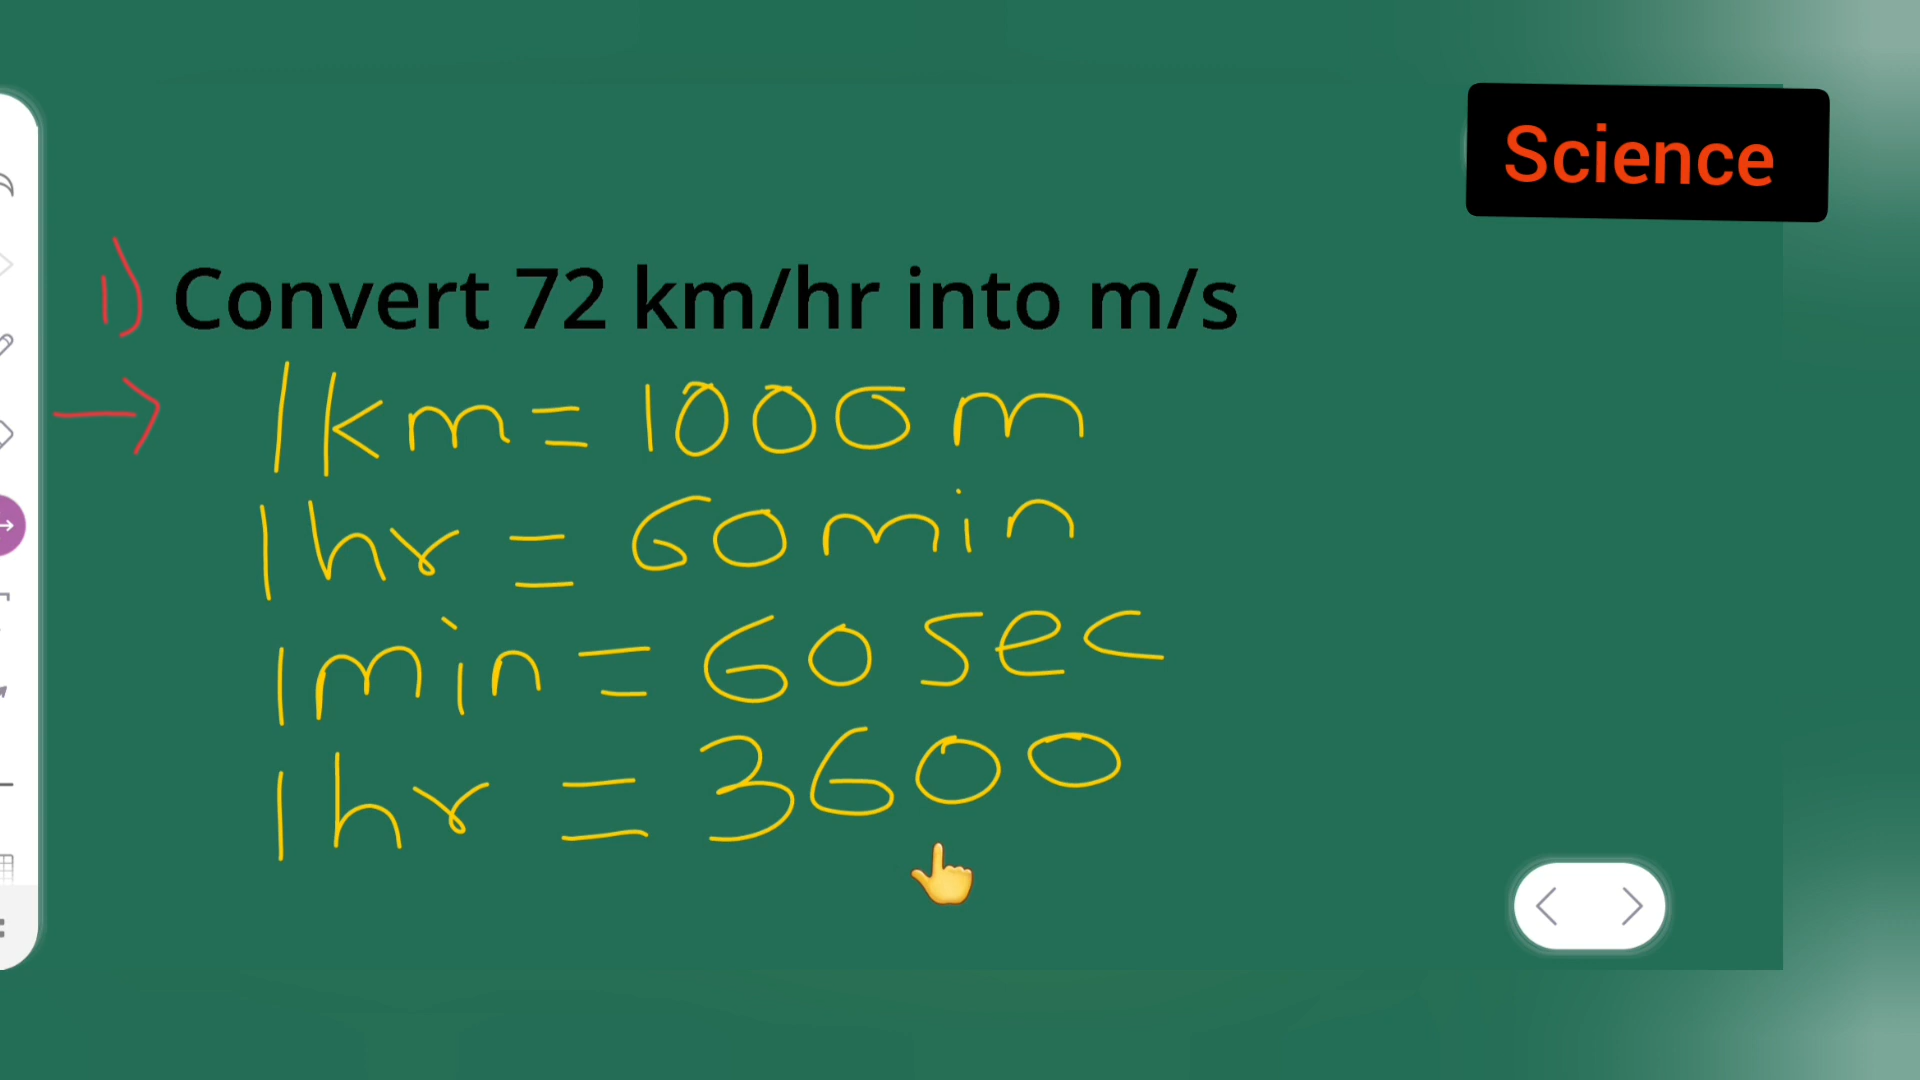 Science
1) Convert 72 km/hr into m/s
→ 1km = 1000 m
1hr = 60 min
1min = 60 sec
1hr = 3600